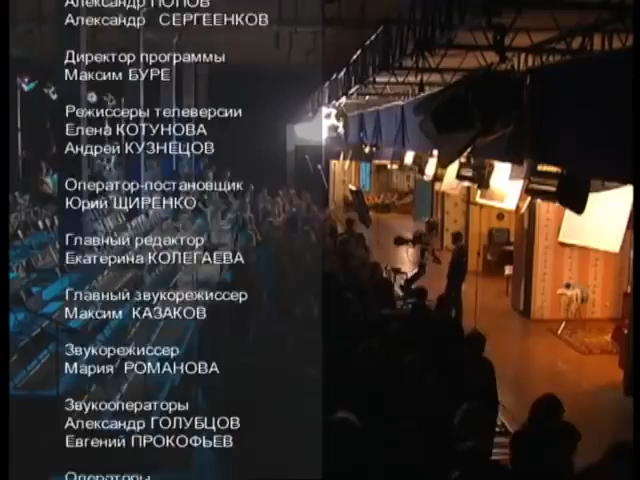 Александр ПОПОВ
Александр СЕРГЕЕНКОВ
Директор программы
Максим БУРЕ
Режиссеры телеверсии
Елена КОТУНОВА
Андрей КУЗНЕЦОВ
Оператор-постановщик
Юрий ЩИРЕНКО
Главный редактор
Екатерина КОЛЕГАЕВА
Главный звукорежиссер
Максим КАЗАКОВ
Звукорежиссер
Мария РОМАНОВА
Звукооператоры
Александр ГОЛУБЦОВ
Евгений ПРОКОФЬЕВ
Операторы